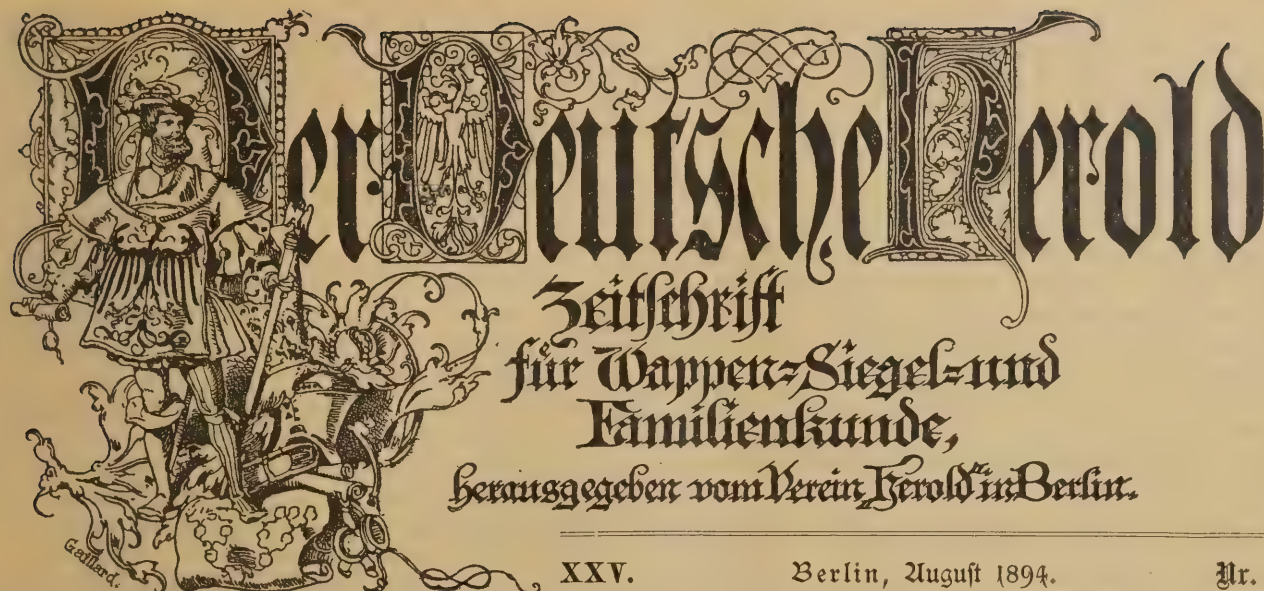 Der Deutsche Herold
Zeitschrift
für Wappen-Siegel-und
Familienkunde,
herausgegeben vom Verein „Herold“ in Berlin.
Gaillard.
XXV. Berlin, August 1894. Nr.